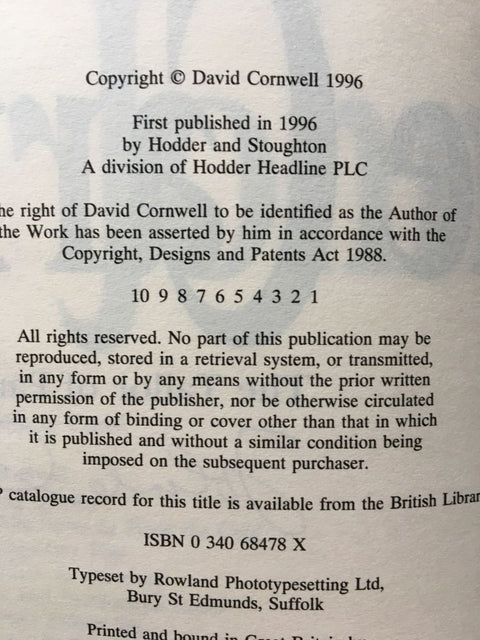 Copyright © David Cornwell 1996
First published in 1996
by Hodder and Stoughton
A division of Hodder Headline PLC
he right of David Cornwell to be identified as the Author of
the Work has been asserted by him in accordance with the
Copyright, Designs and Patents Act 1988.
10 9 8 7 6 5 4 3 2 1
All rights reserved. No part of this publication may be
reproduced, stored in a retrieval system, or transmitted,
in any form or by any means without the prior written
permission of the publisher, nor be otherwise circulated
in any form of binding or cover other than that in which
it is published and without a similar condition being
imposed on the subsequent purchaser.
P catalogue record for this title is available from the British Librar
ISBN 0 340 68478 X
Typeset by Rowland Phototypesetting Ltd,
Bury St Edmunds, Suffolk
Printed and bound in Great Britain